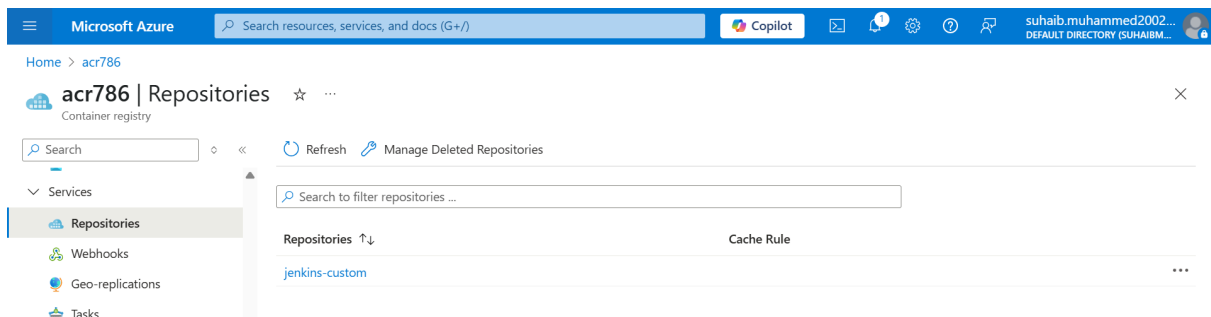 Microsoft Azure
Search resources, services, and docs (G+/)
Copilot
1
suhaib.muhammed2002...
DEFAULT DIRECTORY (SUHAIBM...
Home > acr786
acr786 | Repositories
Container registry
Search
Refresh
Manage Deleted Repositories
Services
Search to filter repositories ...
Repositories
Repositories
Cache Rule
Webhooks
jenkins-custom
Geo-replications
Tasks